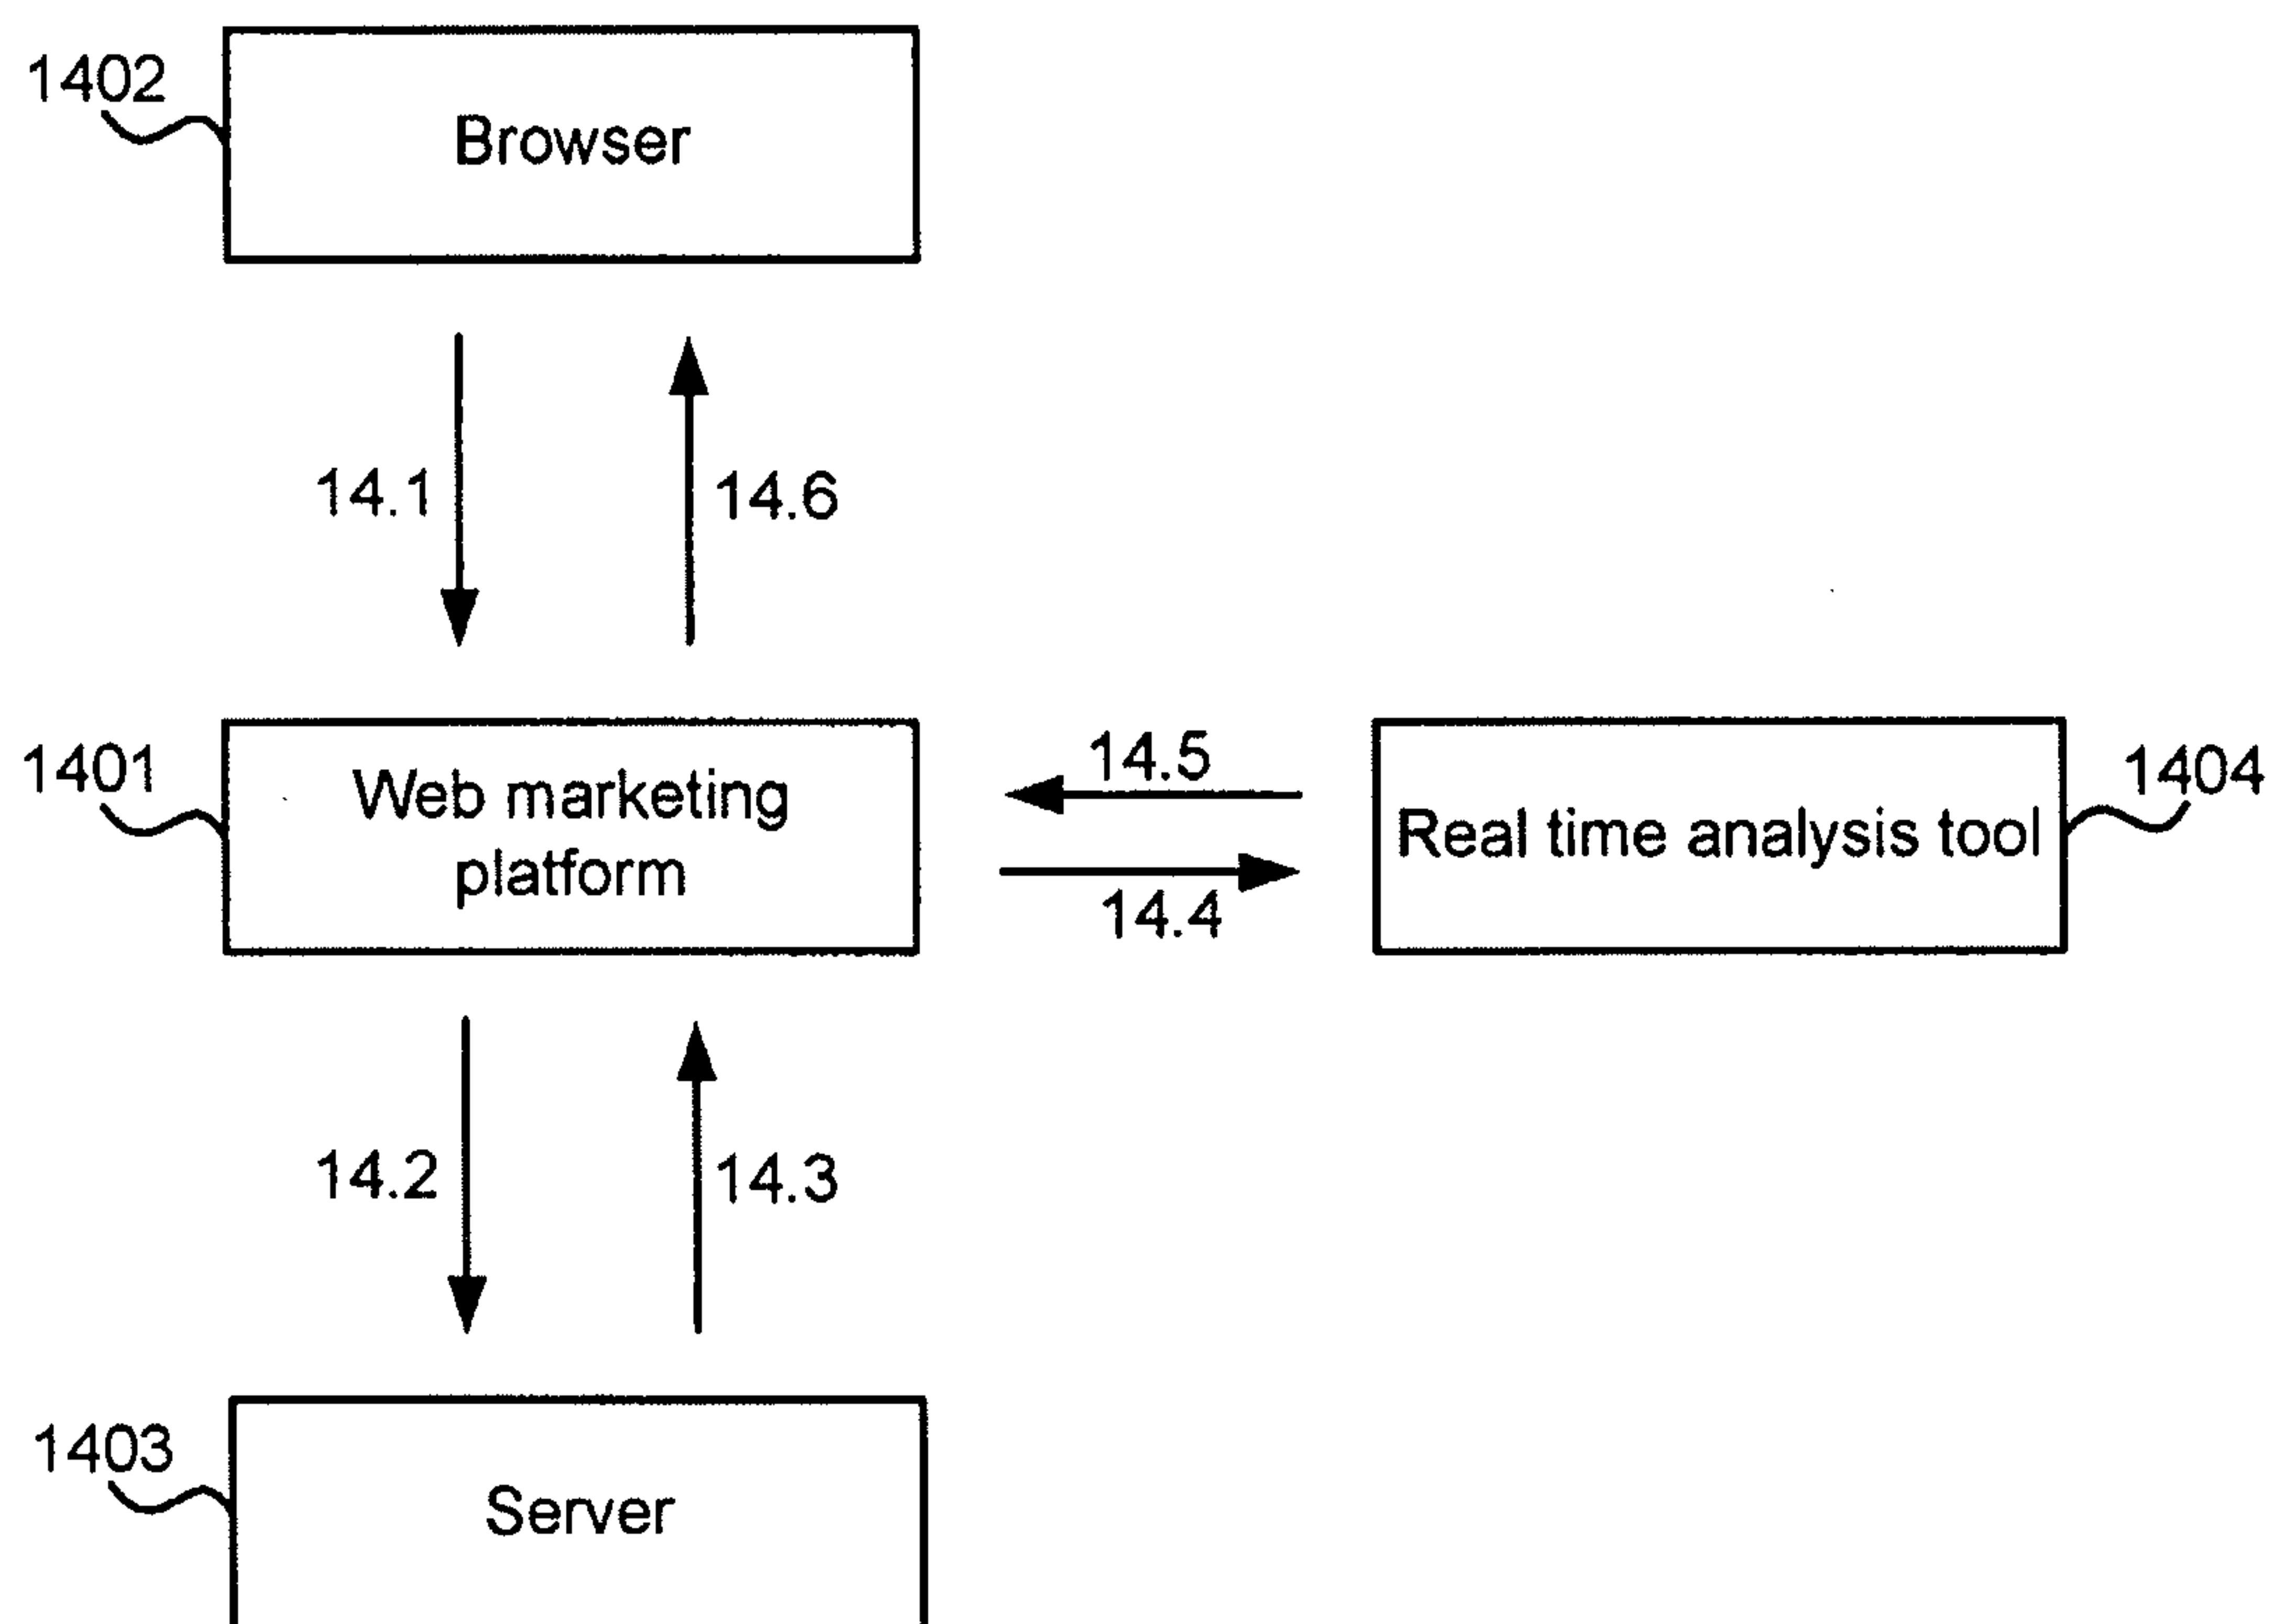 1402
Browser
14.1
14.6
1401
Web marketing
platform
14.5
14.4
Real time analysis tool
1404
14.2
14.3
1403
Server